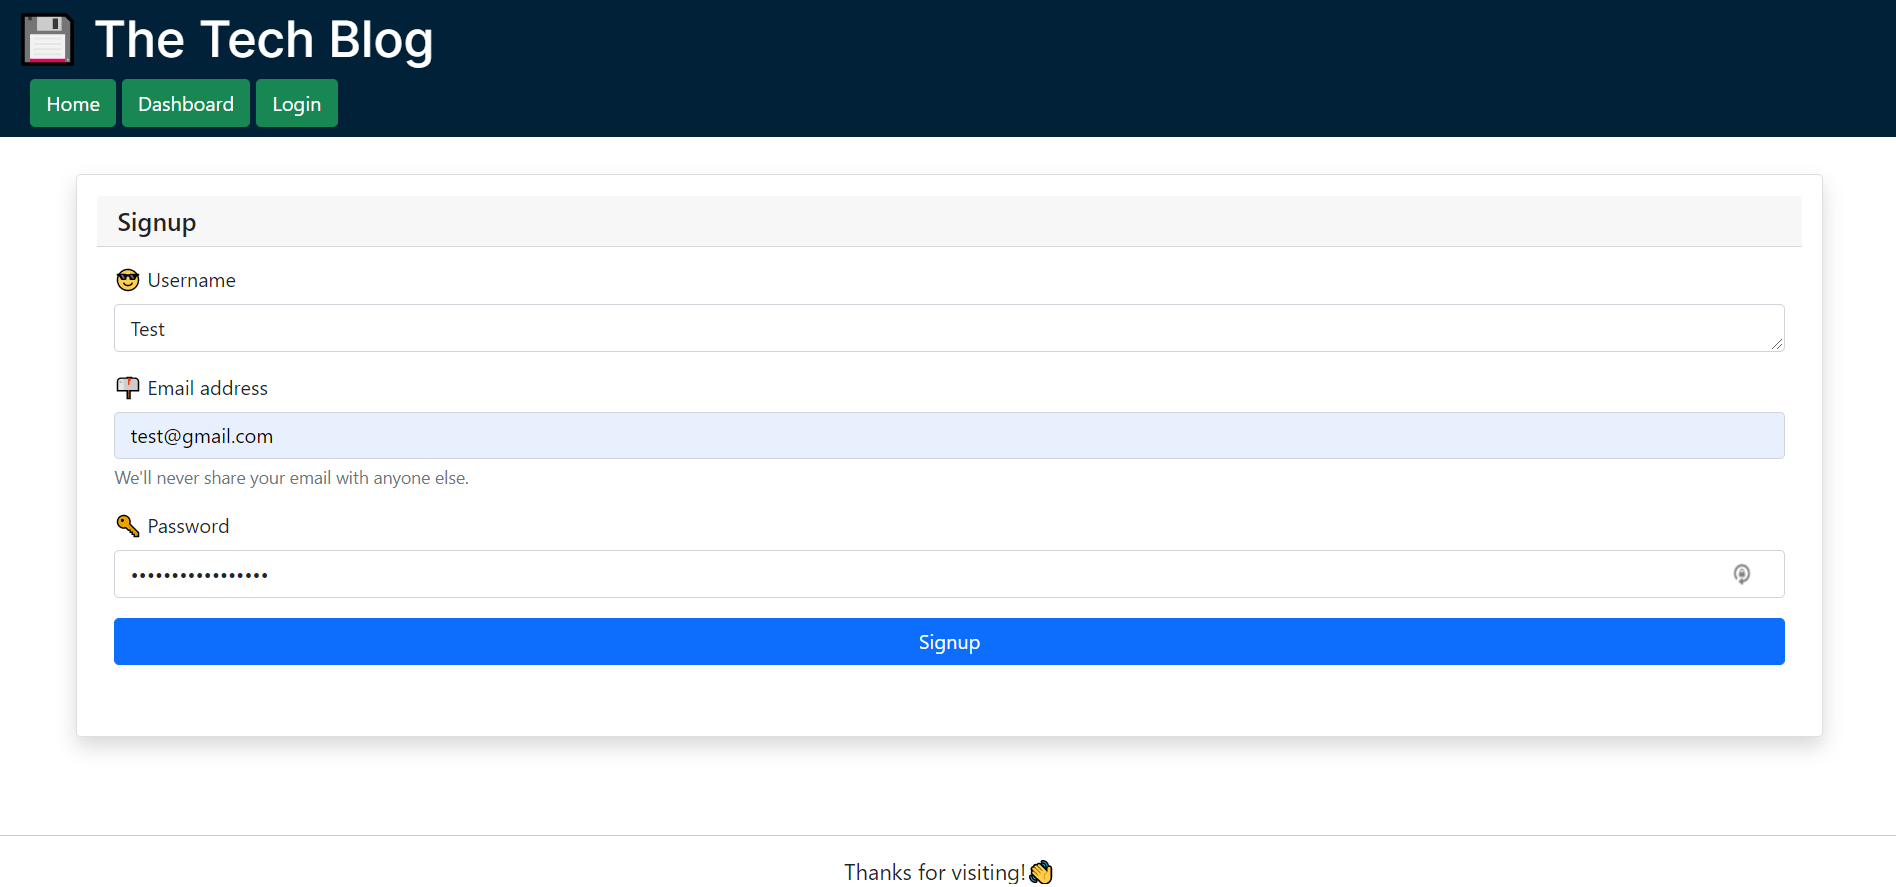 The Tech Blog
Home Dashboard Login
Signup
😎 Username
Test
📫 Email address
test@gmail.com
We'll never share your email with anyone else.
🔑 Password
•••••••••••••••••
Signup
Thanks for visiting!👏